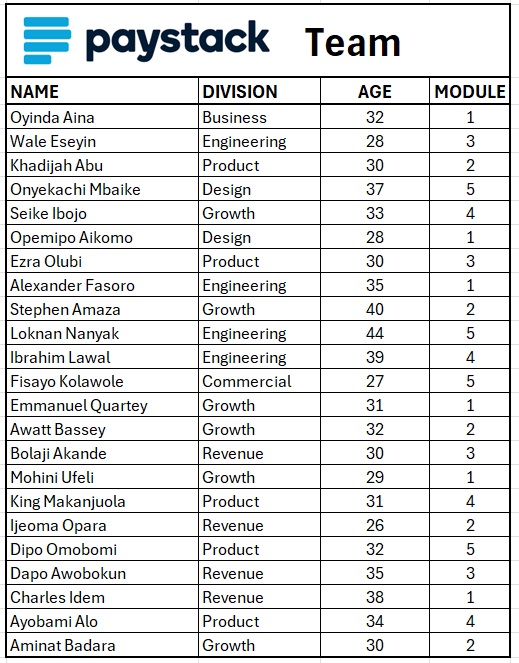 paystack Team
NAME DIVISION AGE MODULE
Oyinda Aina Business 32 1
Wale Eseyin Engineering 28 3
Khadijah Abu Product 30 2
Onyekachi Mbaike Design 37 5
Seike Ibojo Growth 33 4
Opemipo Aikomo Design 28 1
Ezra Olubi Product 30 3
Alexander Fasoro Engineering 35 1
Stephen Amaza Growth 40 2
Loknan Nanyak Engineering 44 5
Ibrahim Lawal Engineering 39 4
Fisayo Kolawole Commercial 27 5
Emmanuel Quartey Growth 31 1
Awatt Bassey Growth 32 2
Bolaji Akande Revenue 30 3
Mohini Ufeli Growth 29 1
King Makanjuola Product 31 4
Ijeoma Opara Revenue 26 2
Dipo Omobomi Product 32 5
Dapo Awobokun Revenue 35 3
Charles Idem Revenue 38 1
Ayobami Alo Product 34 4
Aminat Badara Growth 30 2